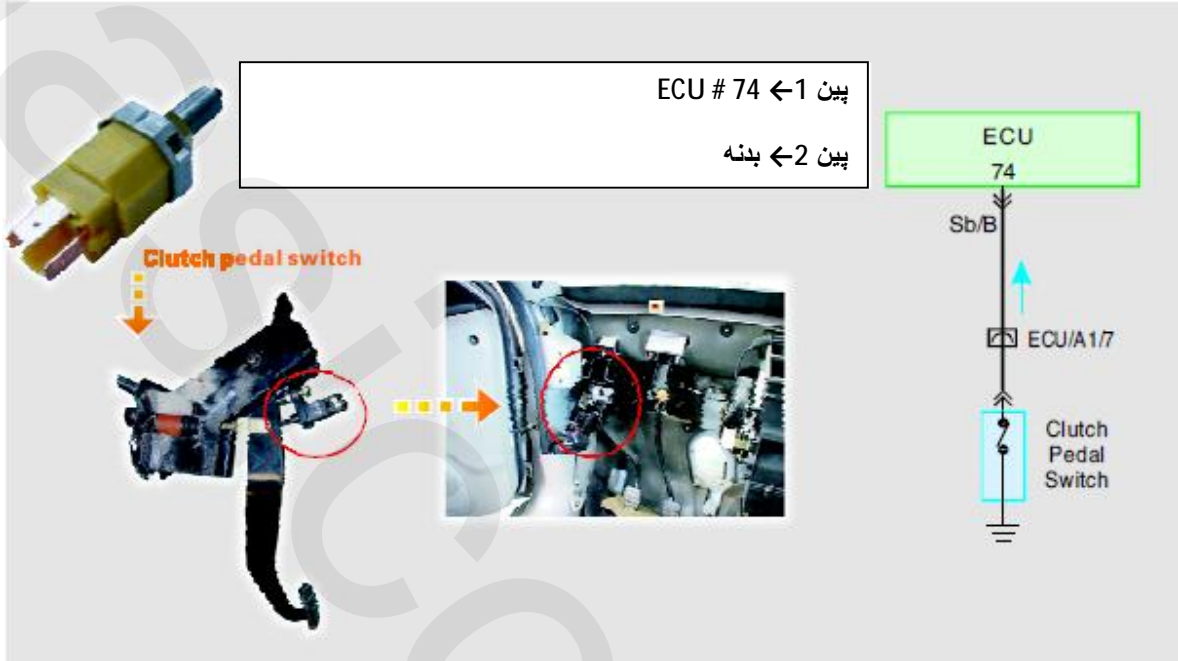 پین 1← ECU # 74
پین 2← بدنه
Clutch pedal switch
ECU
74
Sb/B
ECU/A1/7
Clutch
Pedal
Switch